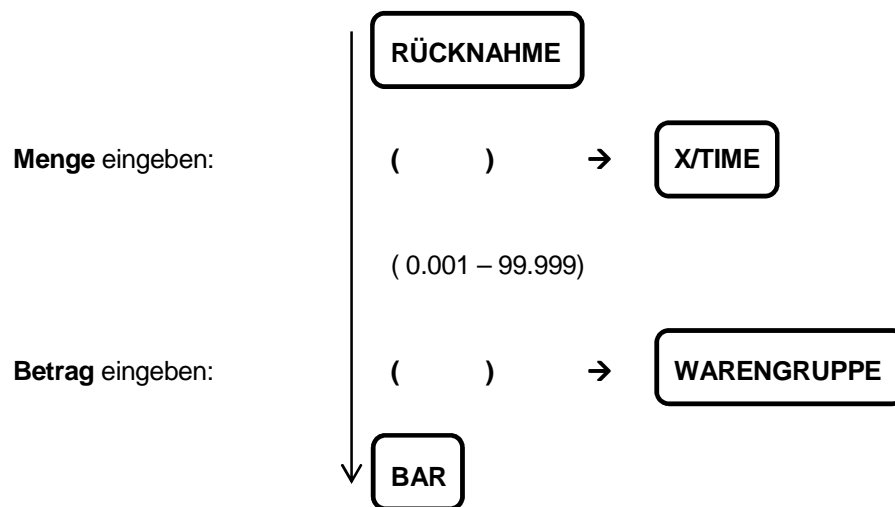 RÜCKNAHME
Menge eingeben: ( ) → X/TIME
( 0.001 – 99.999)
Betrag eingeben: ( ) → WARENGRUPPE
BAR